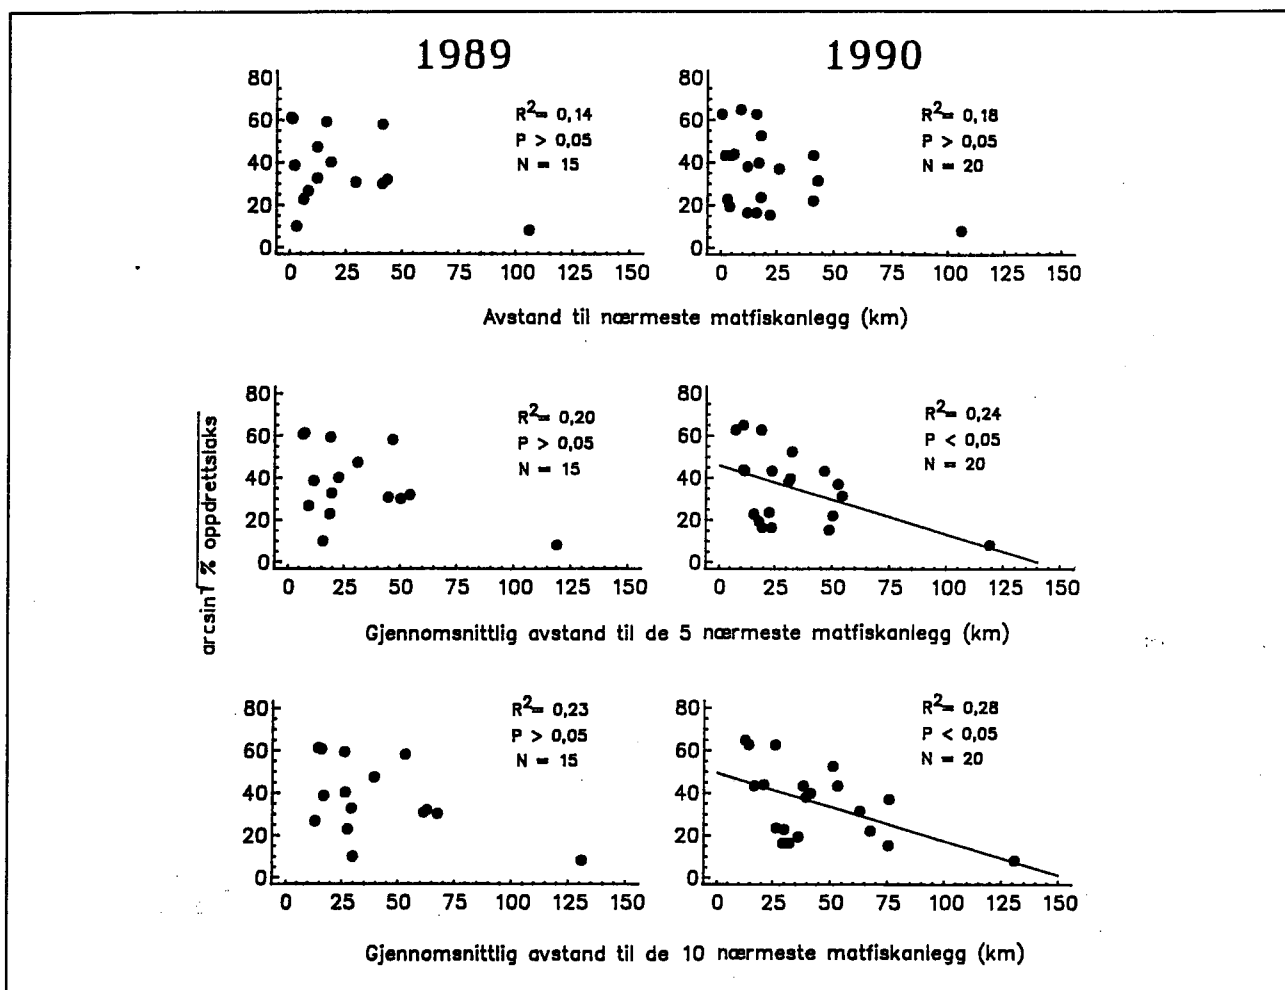 1989
1990
80
60
40
20
0
R²= 0,14
P > 0,05
N = 15
0 25 50 75 100 125 150
80
60
40
20
0
R²= 0,18
P > 0,05
N = 20
0 25 50 75 100 125 150
Avstand til nærmeste matfiskanlegg (km)
arcsin√% oppdrettslaks
80
60
40
20
0
R²= 0,20
P > 0,05
N = 15
0 25 50 75 100 125 150
80
60
40
20
0
R²= 0,24
P < 0,05
N = 20
0 25 50 75 100 125 150
Gjennomsnittlig avstand til de 5 nærmeste matfiskanlegg (km)
80
60
40
20
0
R²= 0,23
P > 0,05
N = 15
0 25 50 75 100 125 150
80
60
40
20
0
R²= 0,28
P < 0,05
N = 20
0 25 50 75 100 125 150
Gjennomsnittlig avstand til de 10 nærmeste matfiskanlegg (km)